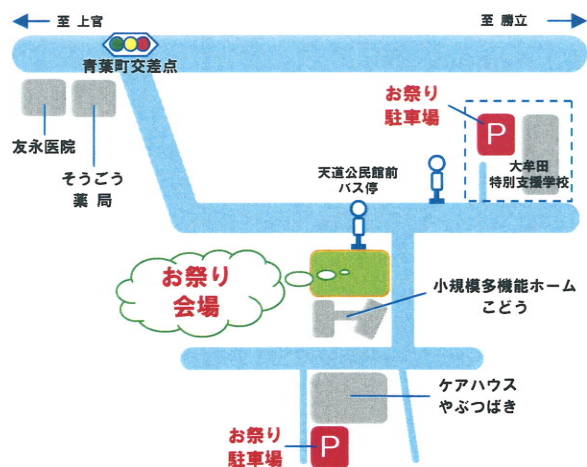 至 上官
至 勝立
青葉町交差点
友永医院
そうごう
薬 局
お祭り
駐車場
P
大牟田
特別支援学校
天道公民館前
バス停
お祭り
会場
小規模多機能ホーム
こどう
ケアハウス
やぶつばき
お祭り
駐車場
P